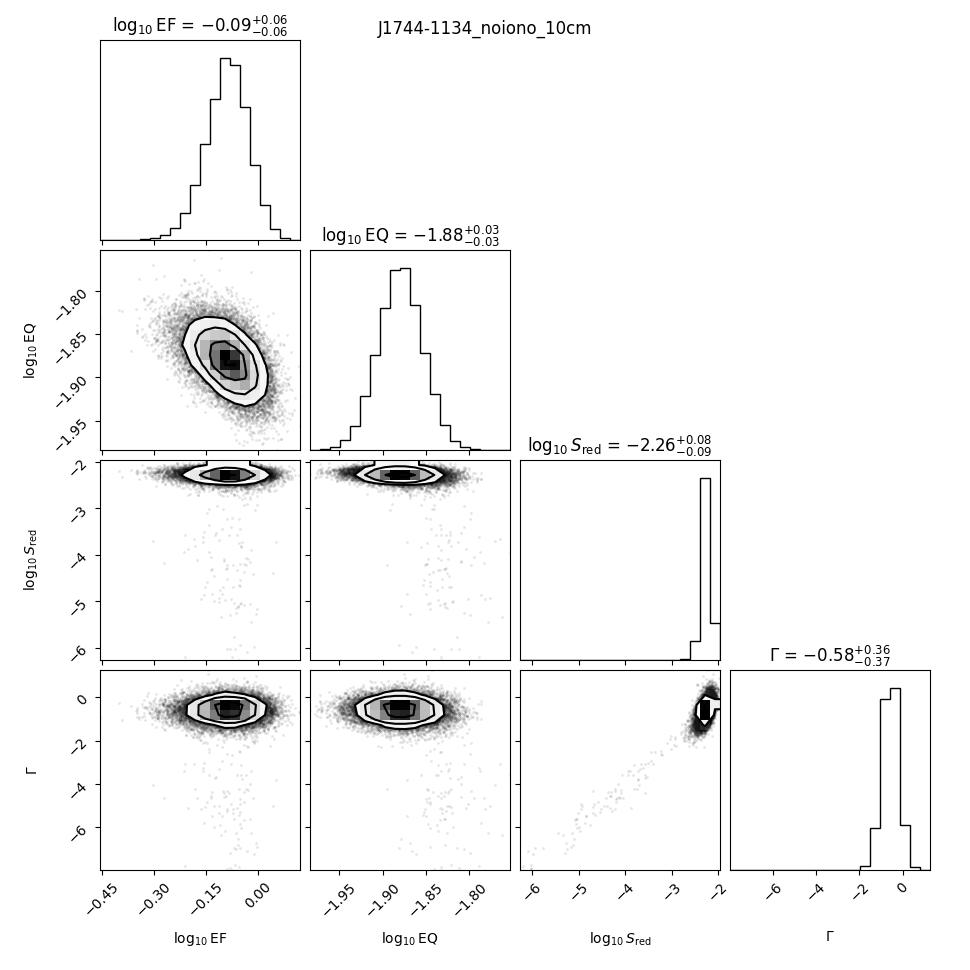 J1744-1134_noiono_10cm
log₁₀ EF = −0.09 +0.06 −0.06
log₁₀ EQ = −1.88 +0.03 −0.03
log₁₀ EQ
−1.80
−1.85
−1.90
−1.95
log₁₀ S_red = −2.26 +0.08 −0.09
log₁₀ S_red
−2
−3
−4
−5
−6
Γ = −0.58 +0.36 −0.37
Γ
0
−2
−4
−6
−0.45 −0.30 −0.15 0.00
−1.95 −1.90 −1.85 −1.80
−6 −5 −4 −3 −2
−6 −4 −2 0
log₁₀ EF
log₁₀ EQ
log₁₀ S_red
Γ